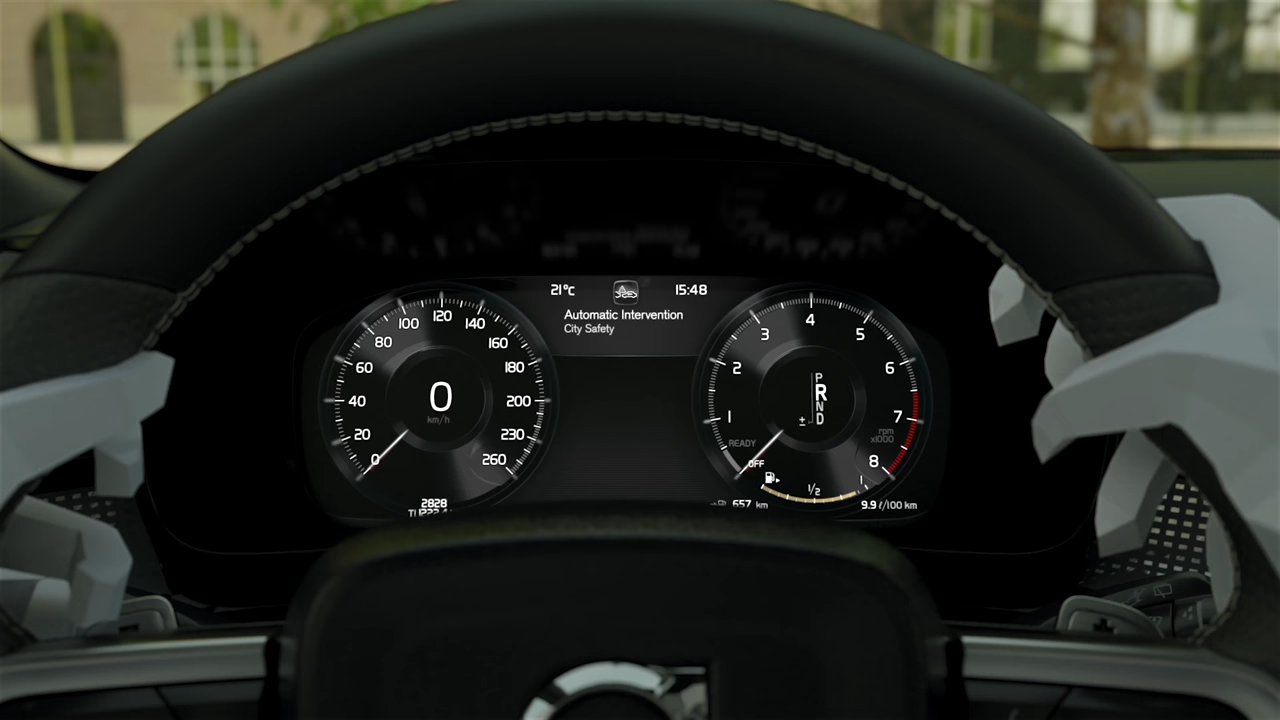 21°c
15:48
Automatic Intervention
City Safety
0
20
40
60
80
100
120
140
160
180
200
230
260
0
km/h
2828
1
2
3
4
5
6
7
8
rpm
x1000
READY
OFF
P
R
N
D
±
1/2
1
657 km
9.9 ℓ/100 km